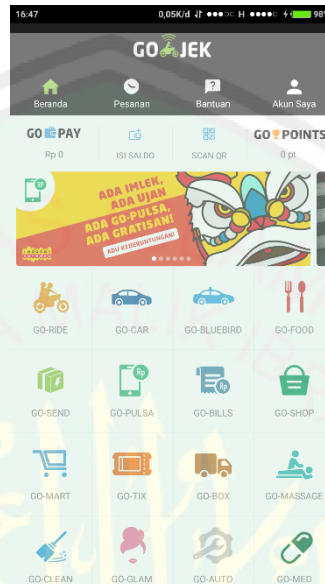 16:47 0,05K/d H 98%
GO JEK
Beranda Pesanan Bantuan Akun Saya
GO PAY GO POINTS
Rp 0 ISI SALDO SCAN QR 0 pt
Rp
ADA IMLEK,
ADA UJAN
ADA GO-PULSA,
ADA GRATISAN!
ADU KEBERUNTUNGAN!
GO-RIDE GO-CAR GO-BLUEBIRD GO-FOOD
Rp
Rp
GO-SEND GO-PULSA GO-BILLS GO-SHOP
GO-MART GO-TIX GO-BOX GO-MASSAGE
GO-CLEAN GO-GLAM GO-AUTO GO-MED